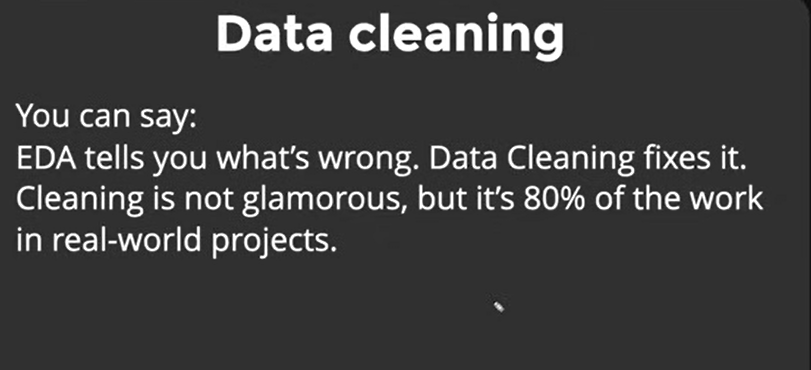 Data cleaning
You can say:
EDA tells you what’s wrong. Data Cleaning fixes it.
Cleaning is not glamorous, but it’s 80% of the work
in real-world projects.